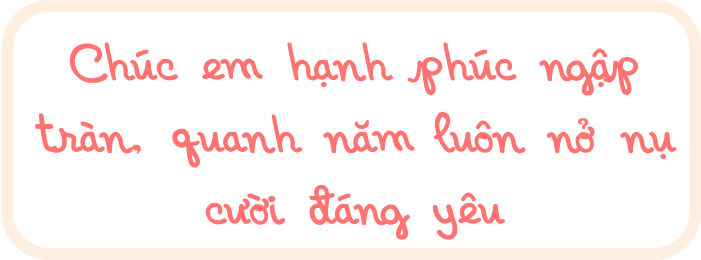 Chúc em hạnh phúc ngập
tràn, quanh năm luôn nở nụ
cười đáng yêu